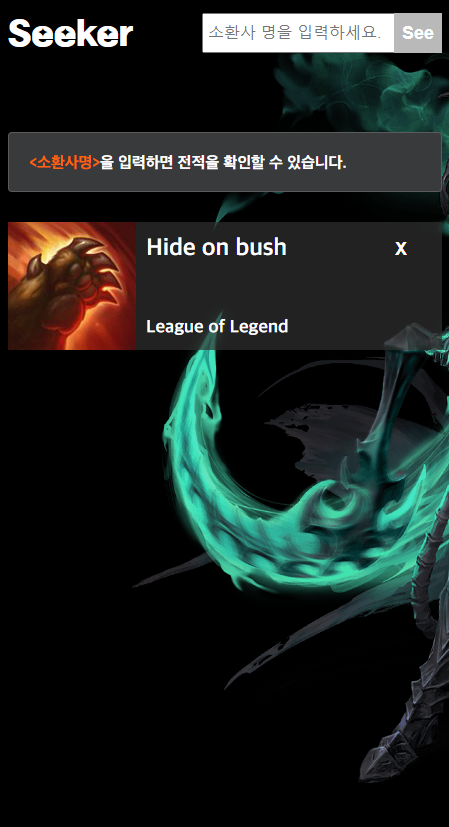 Seeker
소환사 명을 입력하세요.
See
<소환사명>을 입력하면 전적을 확인할 수 있습니다.
Hide on bush
x
League of Legend